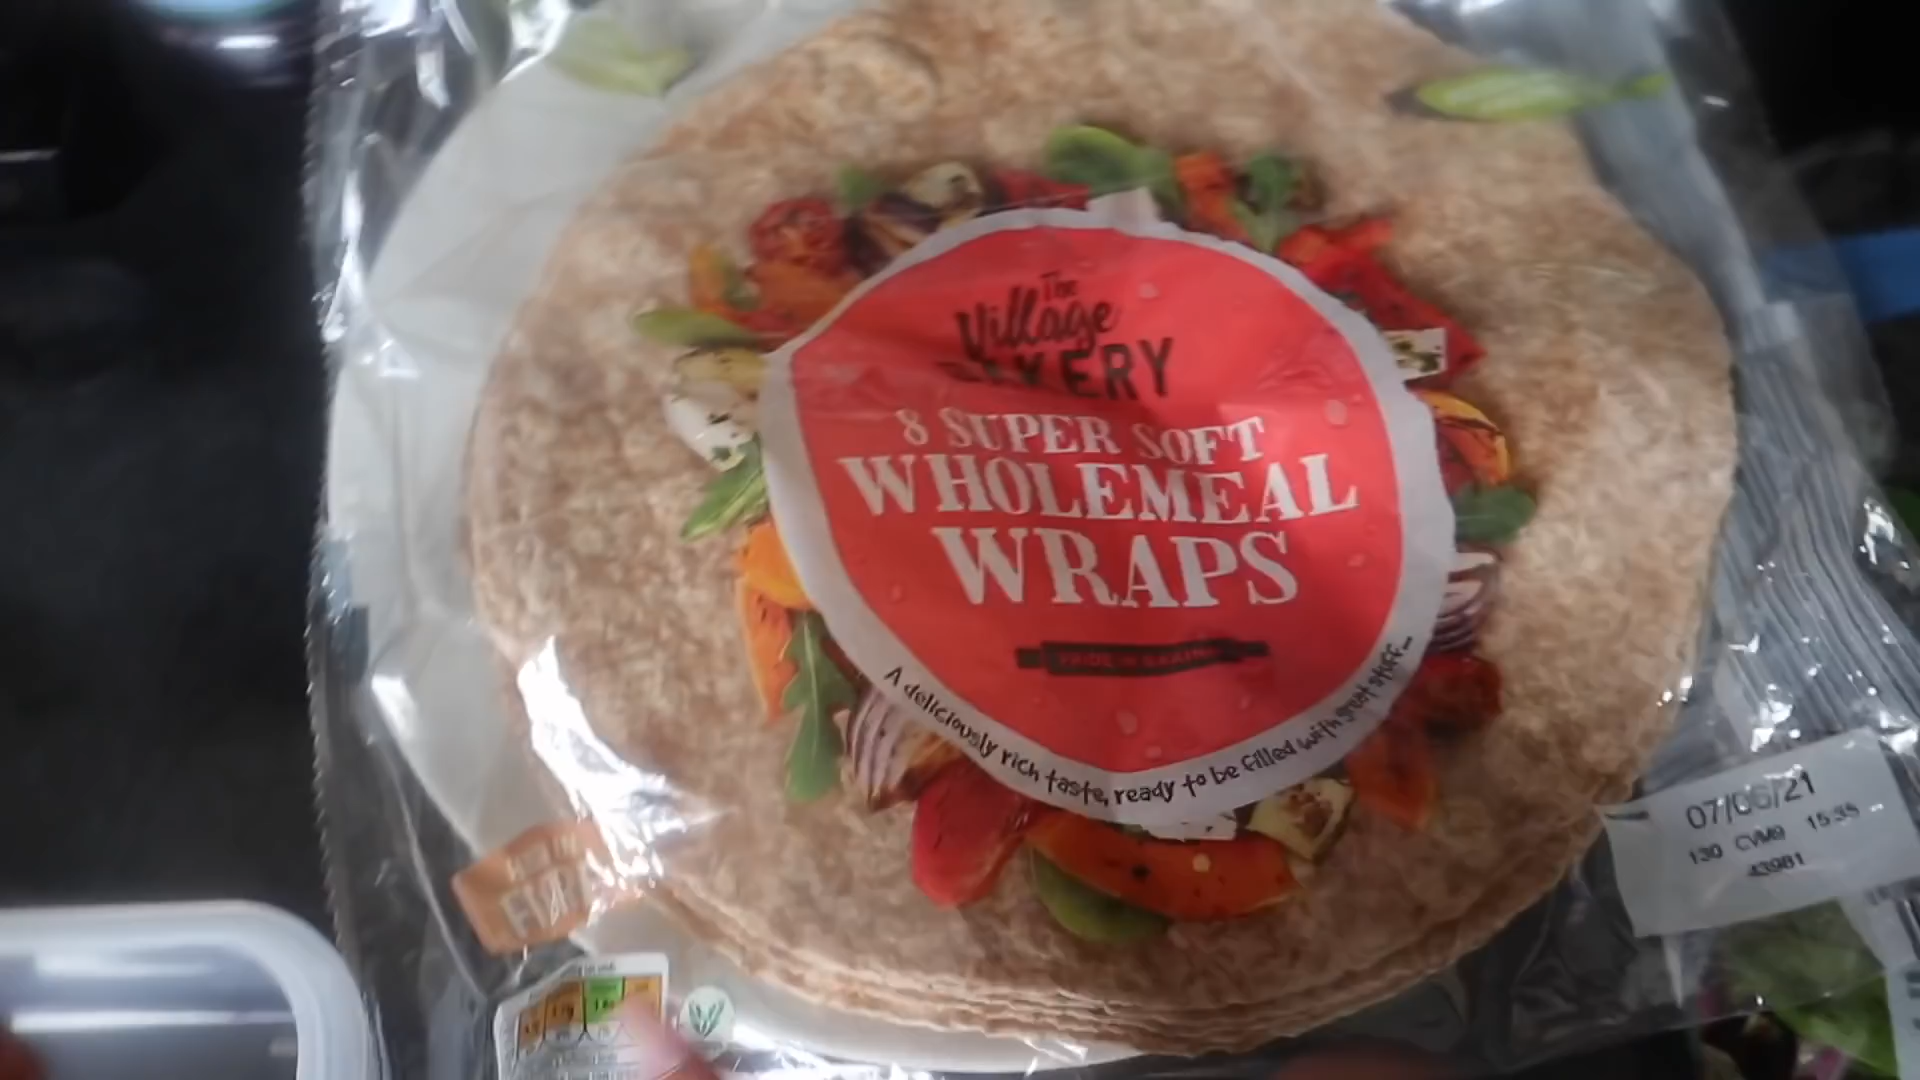 The
Village
BAKERY
8 SUPER SOFT
WHOLEMEAL
WRAPS
A deliciously rich taste, ready to be filled with great stuff...
07/06/21
130 CVM9 15:35
43981